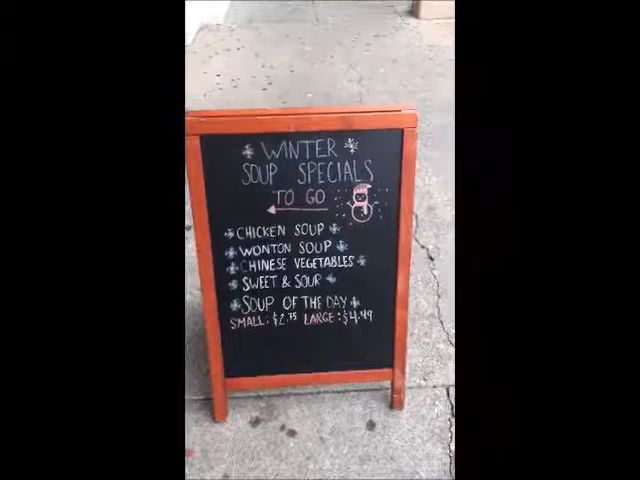 WINTER
SOUP SPECIALS
TO GO
CHICKEN SOUP
WONTON SOUP
CHINESE VEGETABLES
SWEET & SOUR
SOUP OF THE DAY
SMALL: $2.75 LARGE: $4.49